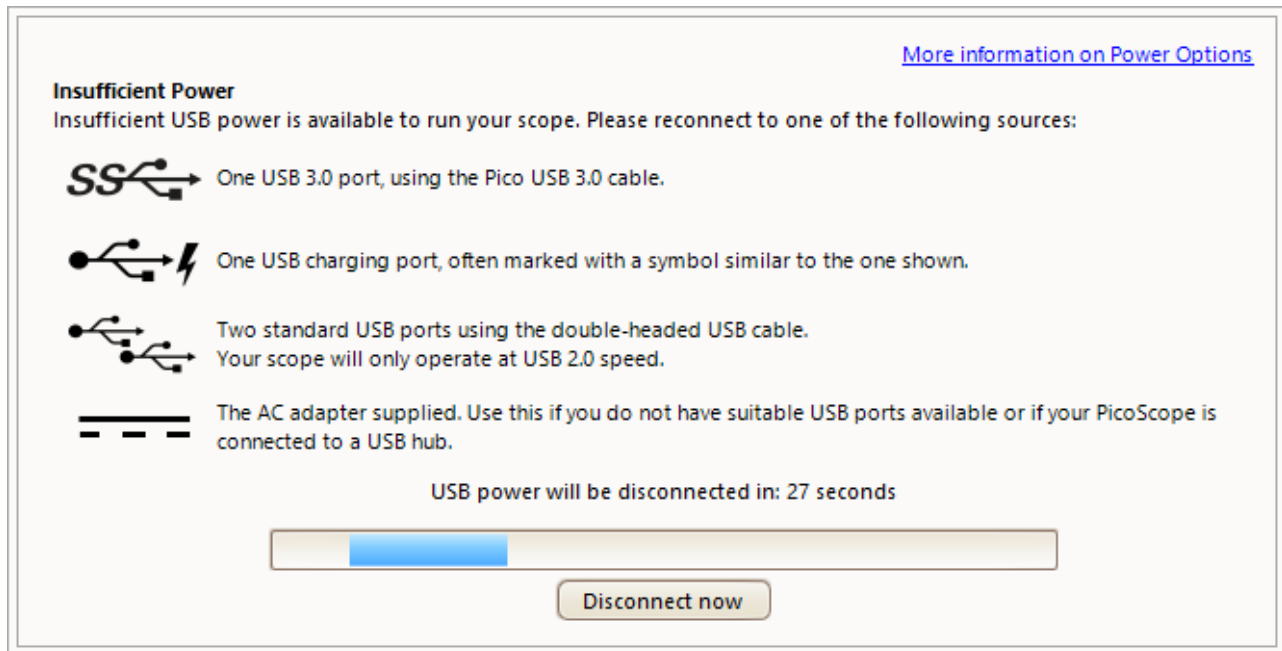 More information on Power Options
Insufficient Power
Insufficient USB power is available to run your scope. Please reconnect to one of the following sources:
One USB 3.0 port, using the Pico USB 3.0 cable.
One USB charging port, often marked with a symbol similar to the one shown.
Two standard USB ports using the double-headed USB cable.
Your scope will only operate at USB 2.0 speed.
The AC adapter supplied. Use this if you do not have suitable USB ports available or if your PicoScope is
connected to a USB hub.
USB power will be disconnected in: 27 seconds
Disconnect now